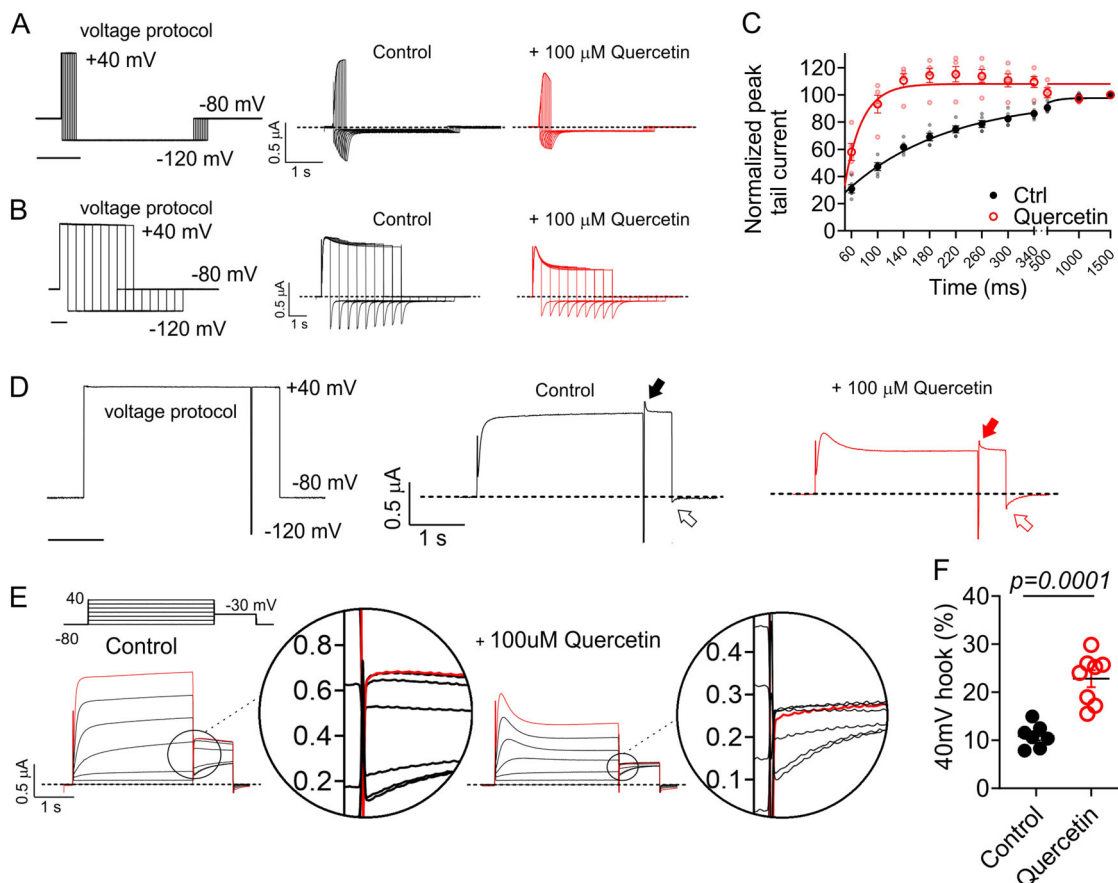 A
voltage protocol
+40 mV
-80 mV
-120 mV
Control
0.5 µA
1 s
+ 100 µM Quercetin
B
voltage protocol
+40 mV
-80 mV
-120 mV
Control
0.5 µA
1 s
+ 100 µM Quercetin
C
Normalized peak
tail current
120
100
80
60
40
20
0
Ctrl
Quercetin
60
100
140
180
220
260
300
340
500
1000
1500
Time (ms)
D
voltage protocol
+40 mV
-80 mV
-120 mV
Control
0.5 µA
1 s
+ 100 µM Quercetin
E
40
-80
-30 mV
Control
0.5 µA
1 s
0.8
0.6
0.4
0.2
+ 100uM Quercetin
0.4
0.3
0.2
0.1
F
p=0.0001
40mV hook (%)
40
30
20
10
0
Control
Quercetin